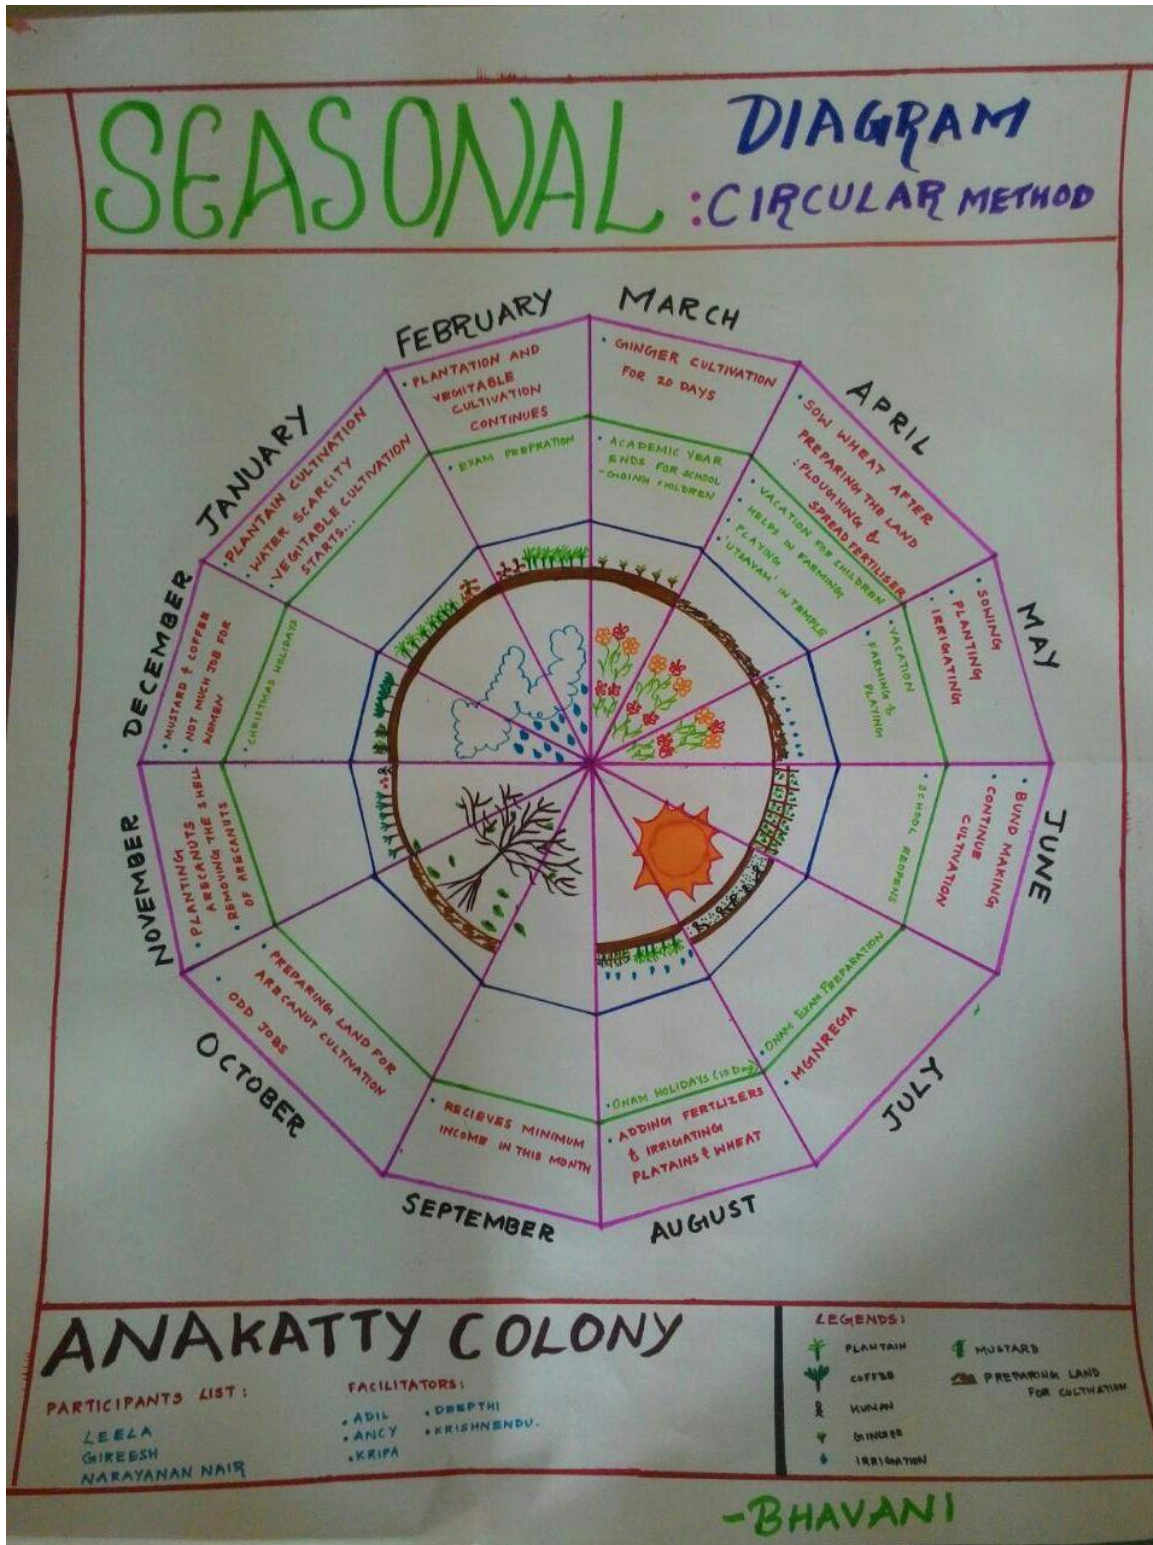 SEASONAL DIAGRAM
:CIRCULAR METHOD
FEBRUARY
• PLANTATION AND
VEGITABLE
CULTIVATION
CONTINUES
• EXAM PREPRATION
MARCH
• GINGER CULTIVATION
FOR 20 DAYS
• ACADEMIC YEAR
ENDS FOR SCHOOL
-GOING CHILDREN
APRIL
• SOW WHEAT AFTER
PREPARING THE LAND
: PLOUGHING &
SPREAD FERTILISER
• VACATION FOR CHILDREN
• HELPS IN FARMING
• PLAYING
• 'UTSAVAM' IN TEMPLE
MAY
• SOWING
• PLANTING
• IRRIGATING
• VACATION
• FARMING &
PLAYING
JUNE
• BUND MAKING
• CONTINUE
CULTIVATION
• SCHOOL REOPENS
JULY
• ONAM EXAM PREPARATION
• MGNREGIA
AUGUST
• ONAM HOLIDAYS (10 Days)
• ADDING FERTLIZERS
& IRRIGATING
PLATAINS & WHEAT
SEPTEMBER
• RECIEVES MINIMUM
INCOME IN THIS MONTH
OCTOBER
• PREPARING LAND FOR
ARECANUT CULTIVATION
• ODD JOBS
NOVEMBER
• PLANTING
ARECANUTS
• REMOVING THE SHELL
OF ARECANUTS
DECEMBER
• MUSTARD & COFFEE
• NOT MUCH JOB FOR
WOMEN
• CHRISTMAS HOLIDAYS
JANUARY
• PLANTAIN CULTIVATION
• WATER SCARCITY
• VEGITABLE CULTIVATION
STARTS...
ANAKATTY COLONY
PARTICIPANTS LIST :
LEELA
GIREESH
NARAYANAN NAIR
FACILITATORS:
• ADIL
• ANCY
• KRIPA
• DEEPTHI
• KRISHNENDU.
LEGENDS:
PLANTAIN
COFFEE
HUMAN
GINGER
IRRIGATION
MUSTARD
PREPARING LAND
FOR CULTIVATION
-BHAVANI